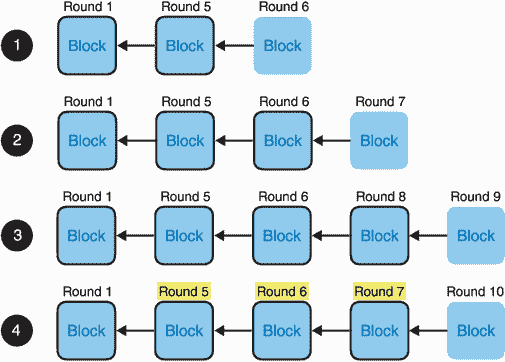 Round 1 Round 5 Round 6
1 Block Block Block
Round 1 Round 5 Round 6 Round 7
2 Block Block Block Block
Round 1 Round 5 Round 6 Round 8 Round 9
3 Block Block Block Block Block
Round 1 Round 5 Round 6 Round 7 Round 10
4 Block Block Block Block Block